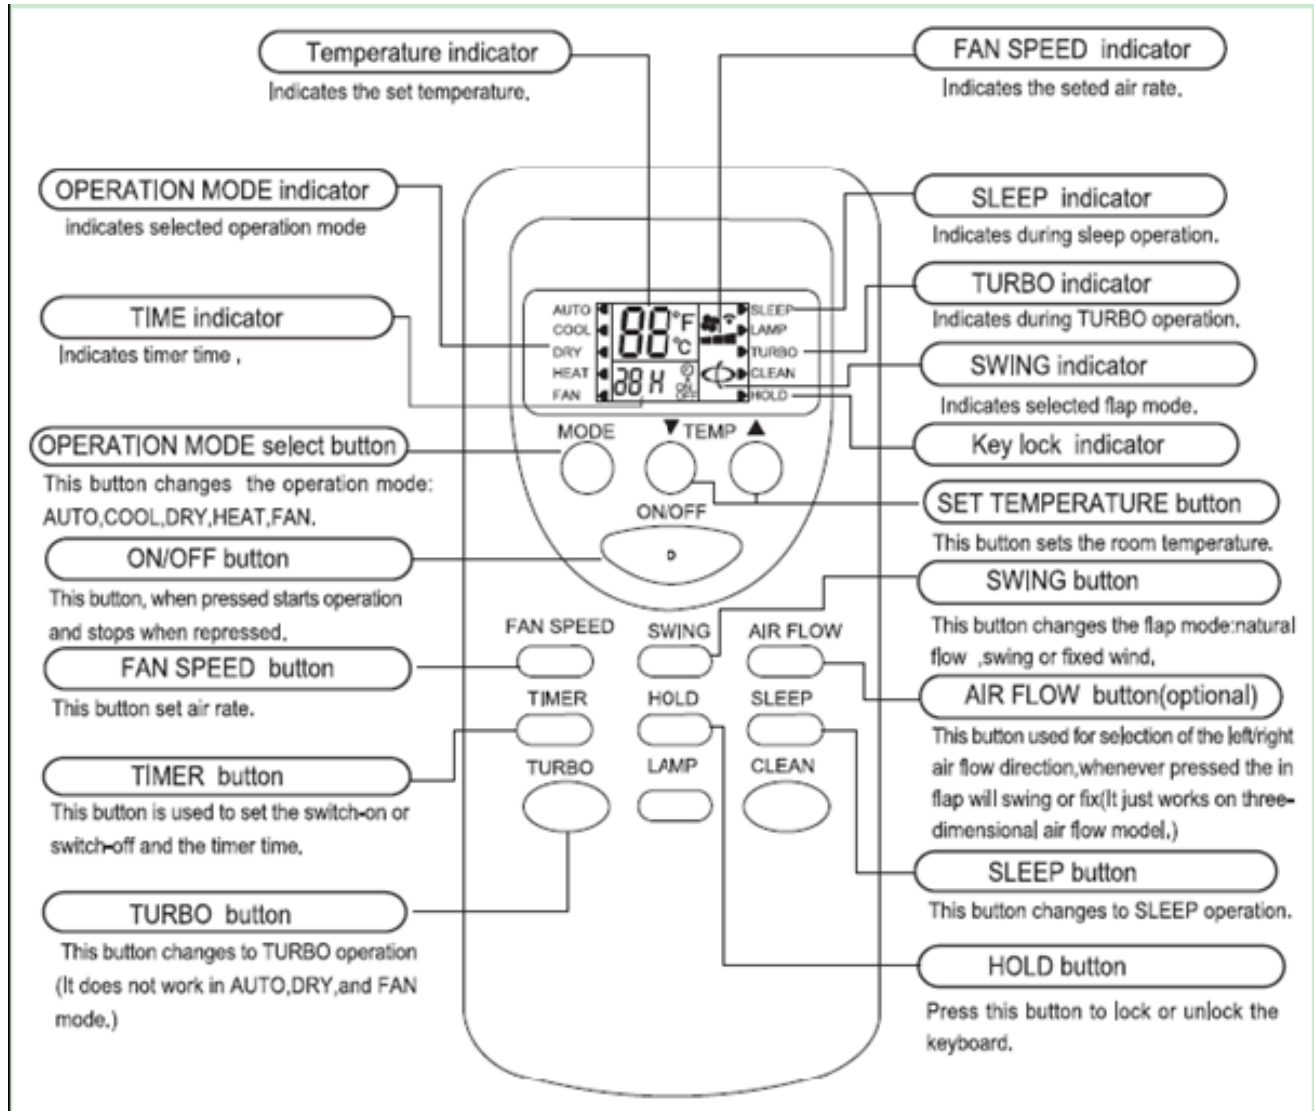 Temperature indicator
Indicates the set temperature.
FAN SPEED indicator
Indicates the seted air rate.
OPERATION MODE indicator
indicates selected operation mode
TIME indicator
Indicates timer time ,
OPERATION MODE select button
This button changes the operation mode:
AUTO,COOL,DRY,HEAT,FAN.
ON/OFF button
This button, when pressed starts operation
and stops when repressed.
FAN SPEED button
This button set air rate.
TIMER button
This button is used to set the switch-on or
switch-off and the timer time.
TURBO button
This button changes to TURBO operation
(It does not work in AUTO,DRY,and FAN
mode.)
AUTO
COOL
DRY
HEAT
FAN
88 °F
°C
28 H
ON
OFF
SLEEP
LAMP
TURBO
CLEAN
HOLD
MODE
▼ TEMP ▲
ON/OFF
D
FAN SPEED SWING AIR FLOW
TIMER HOLD SLEEP
TURBO LAMP CLEAN
SLEEP indicator
Indicates during sleep operation.
TURBO indicator
Indicates during TURBO operation.
SWING indicator
Indicates selected flap mode.
Key lock indicator
SET TEMPERATURE button
This button sets the room temperature.
SWING button
This button changes the flap mode:natural
flow ,swing or fixed wind.
AIR FLOW button(optional)
This button used for selection of the left/right
air flow direction,whenever pressed the in
flap will swing or fix(It just works on three-
dimensional air flow model.)
SLEEP button
This button changes to SLEEP operation.
HOLD button
Press this button to lock or unlock the
keyboard.